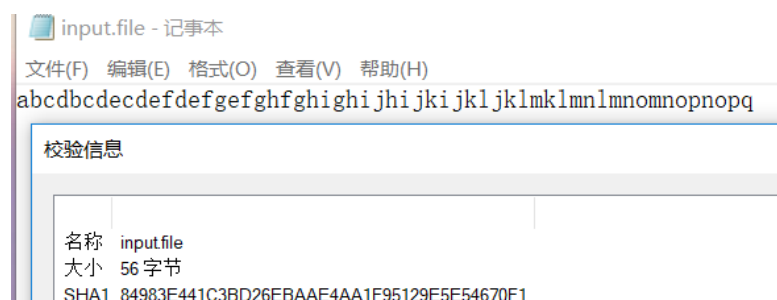 input.file - 记事本
文件(F) 编辑(E) 格式(O) 查看(V) 帮助(H)
abcdbcdecdefdefgefghfghighijhijkijkljklmklmnlmnomnopnopq
校验信息
名称 input.file
大小 56 字节
SHA1 84983E441C3BD26EBAAE4AA1F95129E5E54670F1